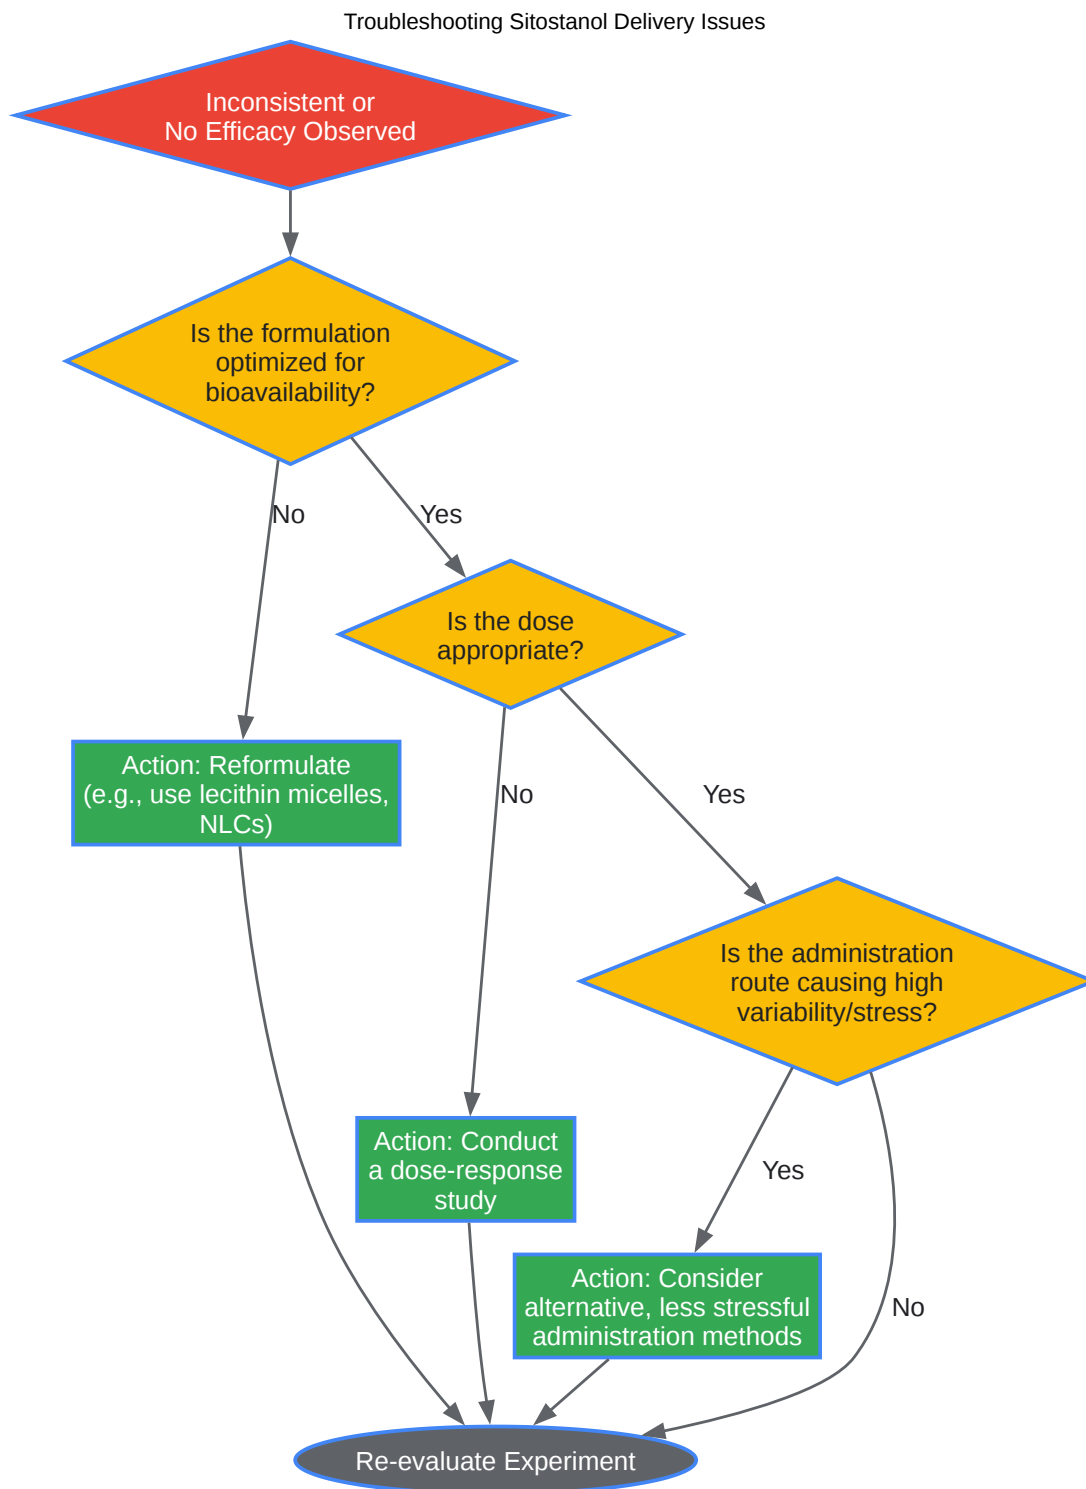 Troubleshooting Sitostanol Delivery Issues
Inconsistent or
No Efficacy Observed
Is the formulation
optimized for
bioavailability?
No
Yes
Is the dose
appropriate?
Action: Reformulate
(e.g., use lecithin micelles,
NLCs)
No
Yes
Is the administration
route causing high
variability/stress?
Action: Conduct
a dose-response
study
Yes
Action: Consider
alternative, less stressful
administration methods
No
Re-evaluate Experiment